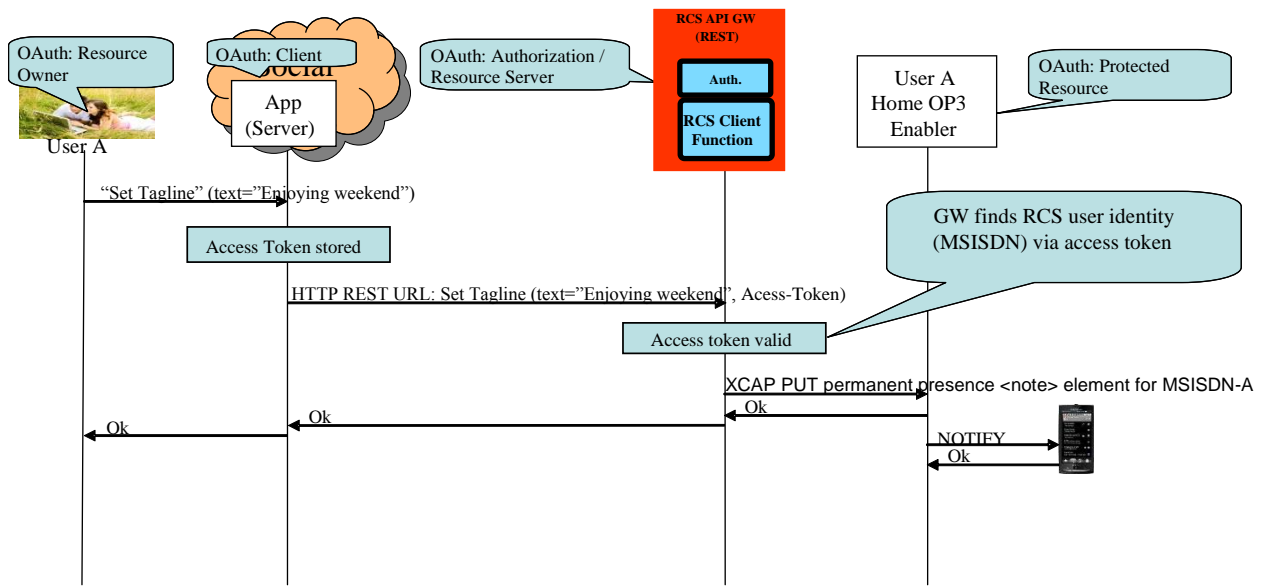 RCS API GW
(REST)
OAuth: Resource
Owner
OAuth: Client
Social
OAuth: Authorization /
Resource Server
OAuth: Protected
Resource
App
(Server)
Auth.
RCS Client
Function
User A
Home OP3
Enabler
User A
“Set Tagline” (text=”Enjoying weekend”)
GW finds RCS user identity
(MSISDN) via access token
Access Token stored
HTTP REST URL: Set Tagline (text=”Enjoying weekend”, Acess-Token)
Access token valid
XCAP PUT permanent presence <note> element for MSISDN-A
Ok
Ok
Ok
NOTIFY
Ok